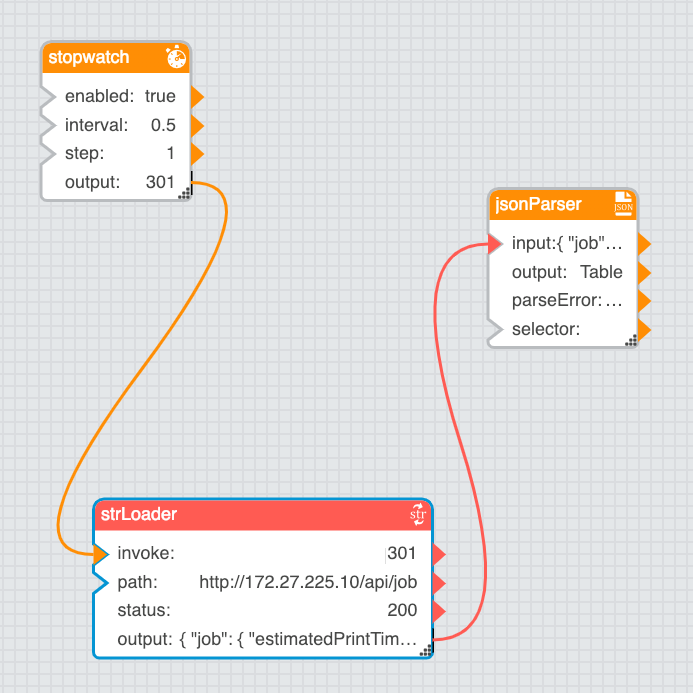 stopwatch
enabled: true
interval: 0.5
step: 1
output: 301
jsonParser
JSON
input:{ "job"...
output: Table
parseError: ...
selector:
strLoader
str
invoke: 301
path: http://172.27.225.10/api/job
status: 200
output: { "job": { "estimatedPrintTim...